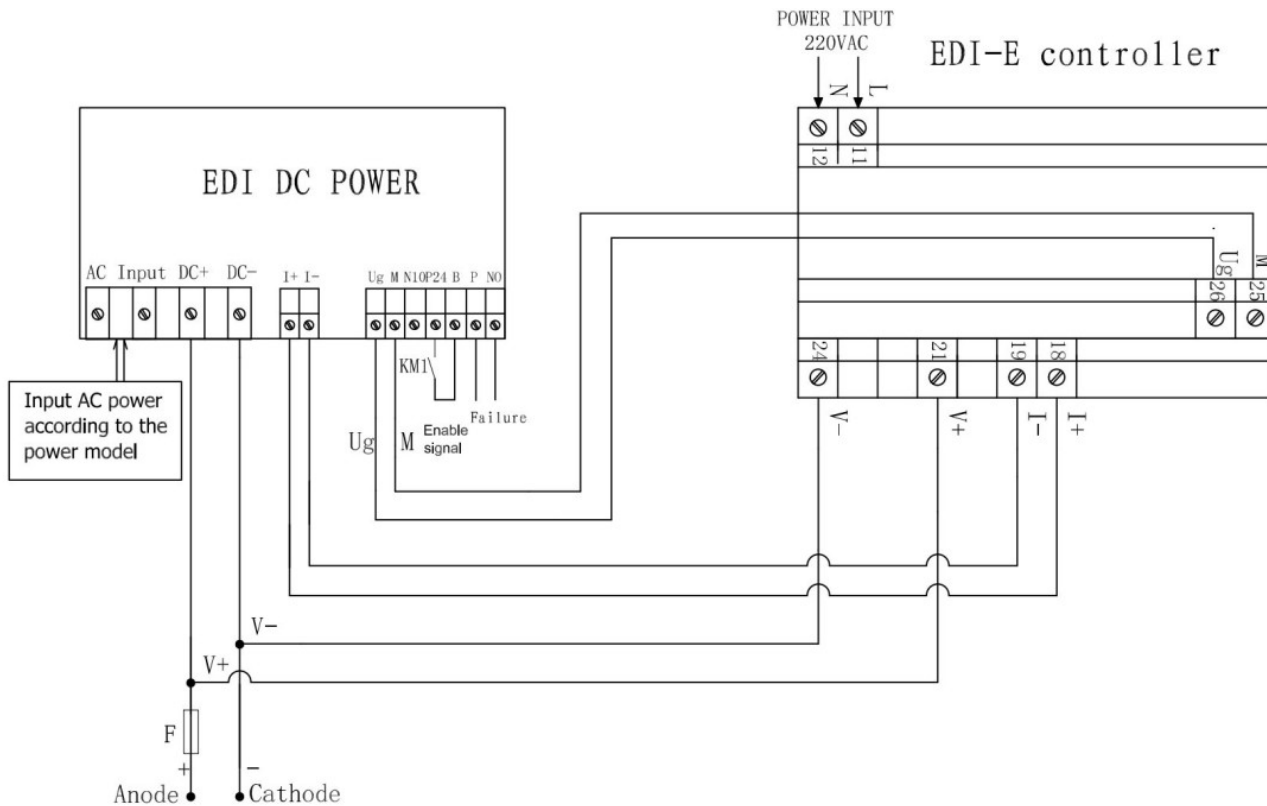 POWER INPUT
220VAC
EDI-E controller
N
L
12
11
EDI DC POWER
AC Input DC+ DC-
I+ I-
Ug M N10P24 B P NO
Ug
M
26
25
KM1
Input AC power
according to the
power model
Failure
Ug
M
Enable
signal
24
21
19
18
V-
V+
I-
I+
V-
V+
F
+
-
Anode
Cathode